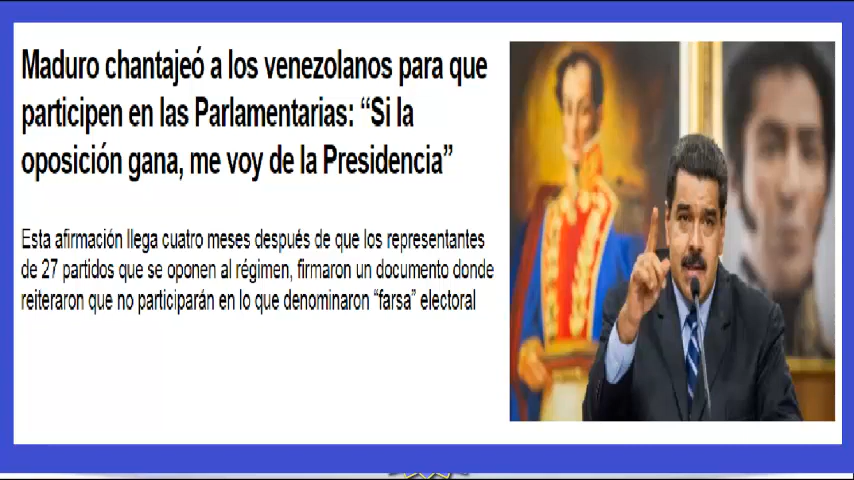 Maduro chantajeó a los venezolanos para que
participen en las Parlamentarias: “Si la
oposición gana, me voy de la Presidencia”
Esta afirmación llega cuatro meses después de que los representantes
de 27 partidos que se oponen al régimen, firmaron un documento donde
reiteraron que no participarán en lo que denominaron “farsa” electoral